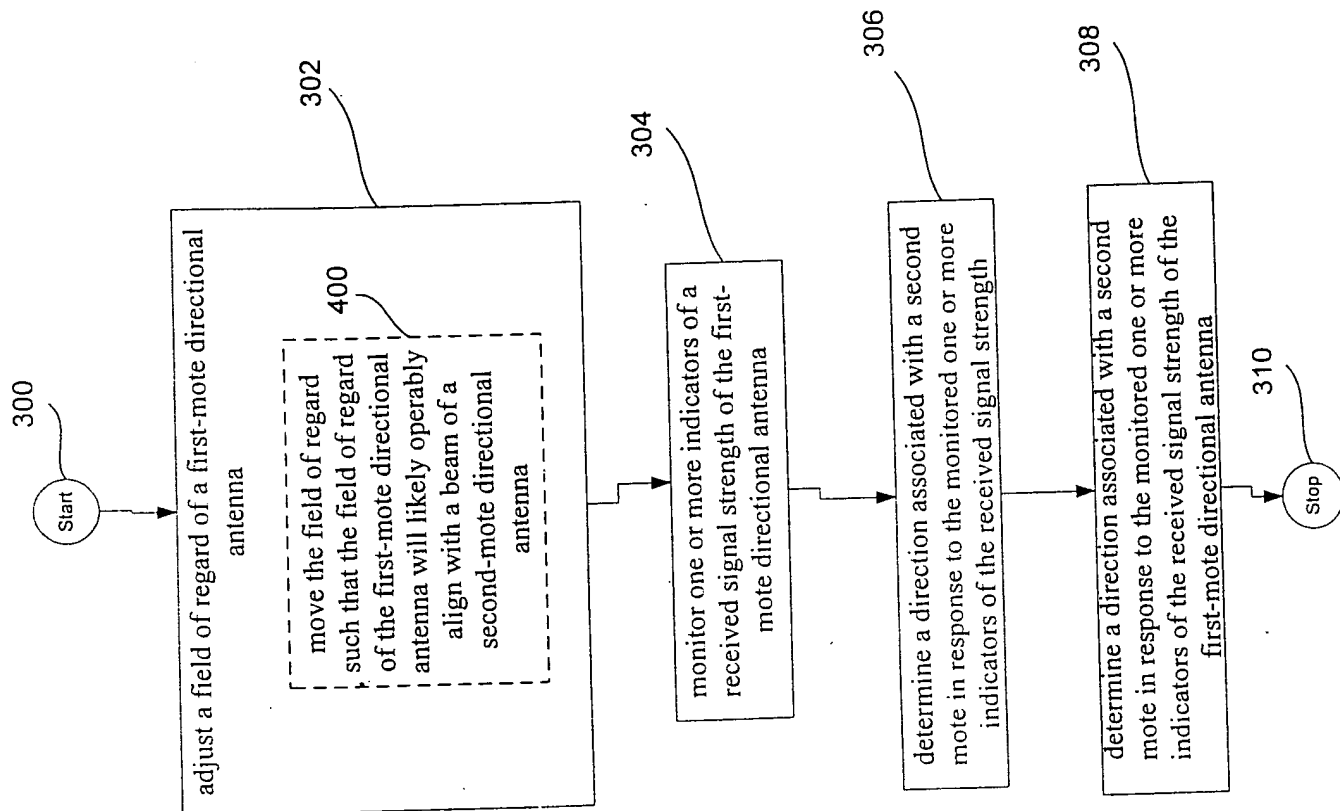 300
Start
302
adjust a field of regard of a first-mote directional
antenna
400
move the field of regard
such that the field of regard
of the first-mote directional
antenna will likely operably
align with a beam of a
second-mote directional
antenna
304
monitor one or more indicators of a
received signal strength of the first-
mote directional antenna
306
determine a direction associated with a second
mote in response to the monitored one or more
indicators of the received signal strength
308
determine a direction associated with a second
mote in response to the monitored one or more
indicators of the received signal strength of the
first-mote directional antenna
310
Stop